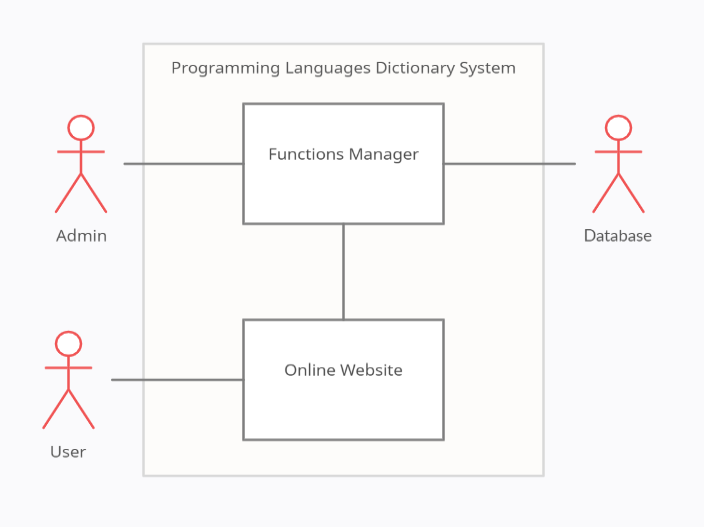 Programming Languages Dictionary System
Functions Manager
Admin
Database
Online Website
User